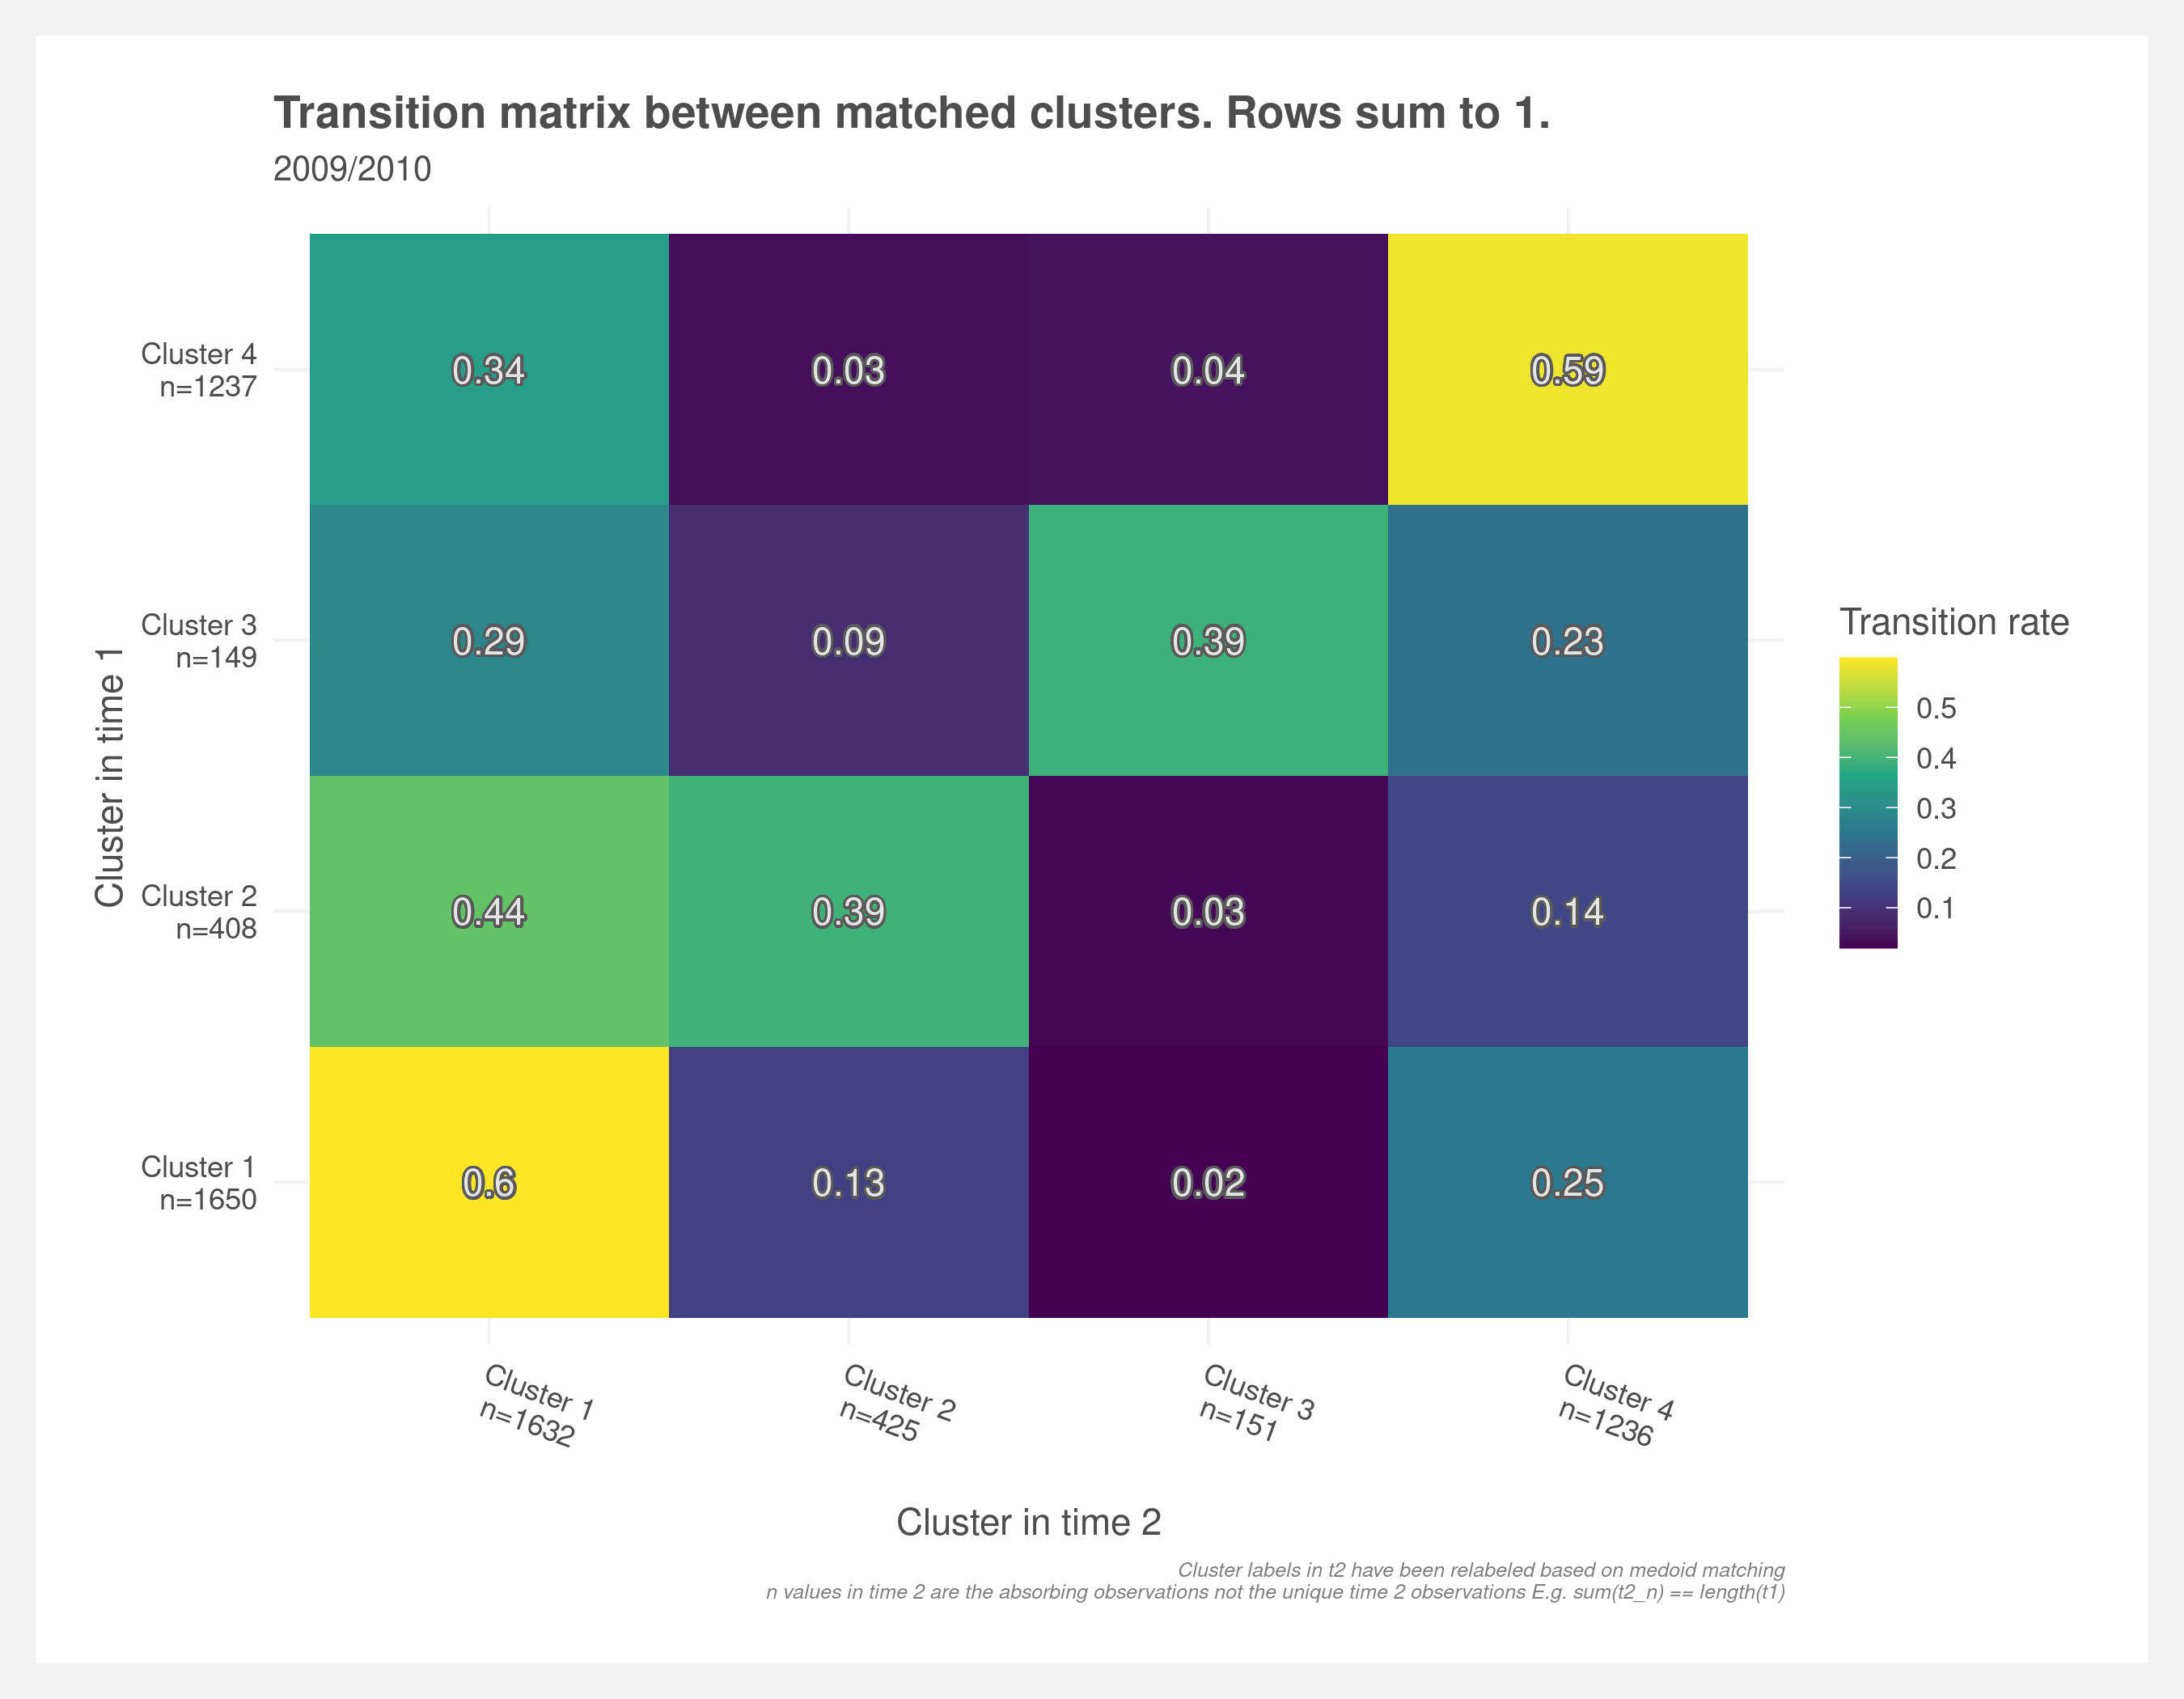 Transition matrix between matched clusters. Rows sum to 1.
2009/2010
Cluster in time 1
Cluster 4
n=1237
0.34
0.03
0.04
0.59
Cluster 3
n=149
0.29
0.09
0.39
0.23
Cluster 2
n=408
0.44
0.39
0.03
0.14
Cluster 1
n=1650
0.6
0.13
0.02
0.25
Cluster 1
n=1632
Cluster 2
n=425
Cluster 3
n=151
Cluster 4
n=1236
Cluster in time 2
Transition rate
0.5
0.4
0.3
0.2
0.1
Cluster labels in t2 have been relabeled based on medoid matching
n values in time 2 are the absorbing observations not the unique time 2 observations E.g. sum(t2_n) == length(t1)